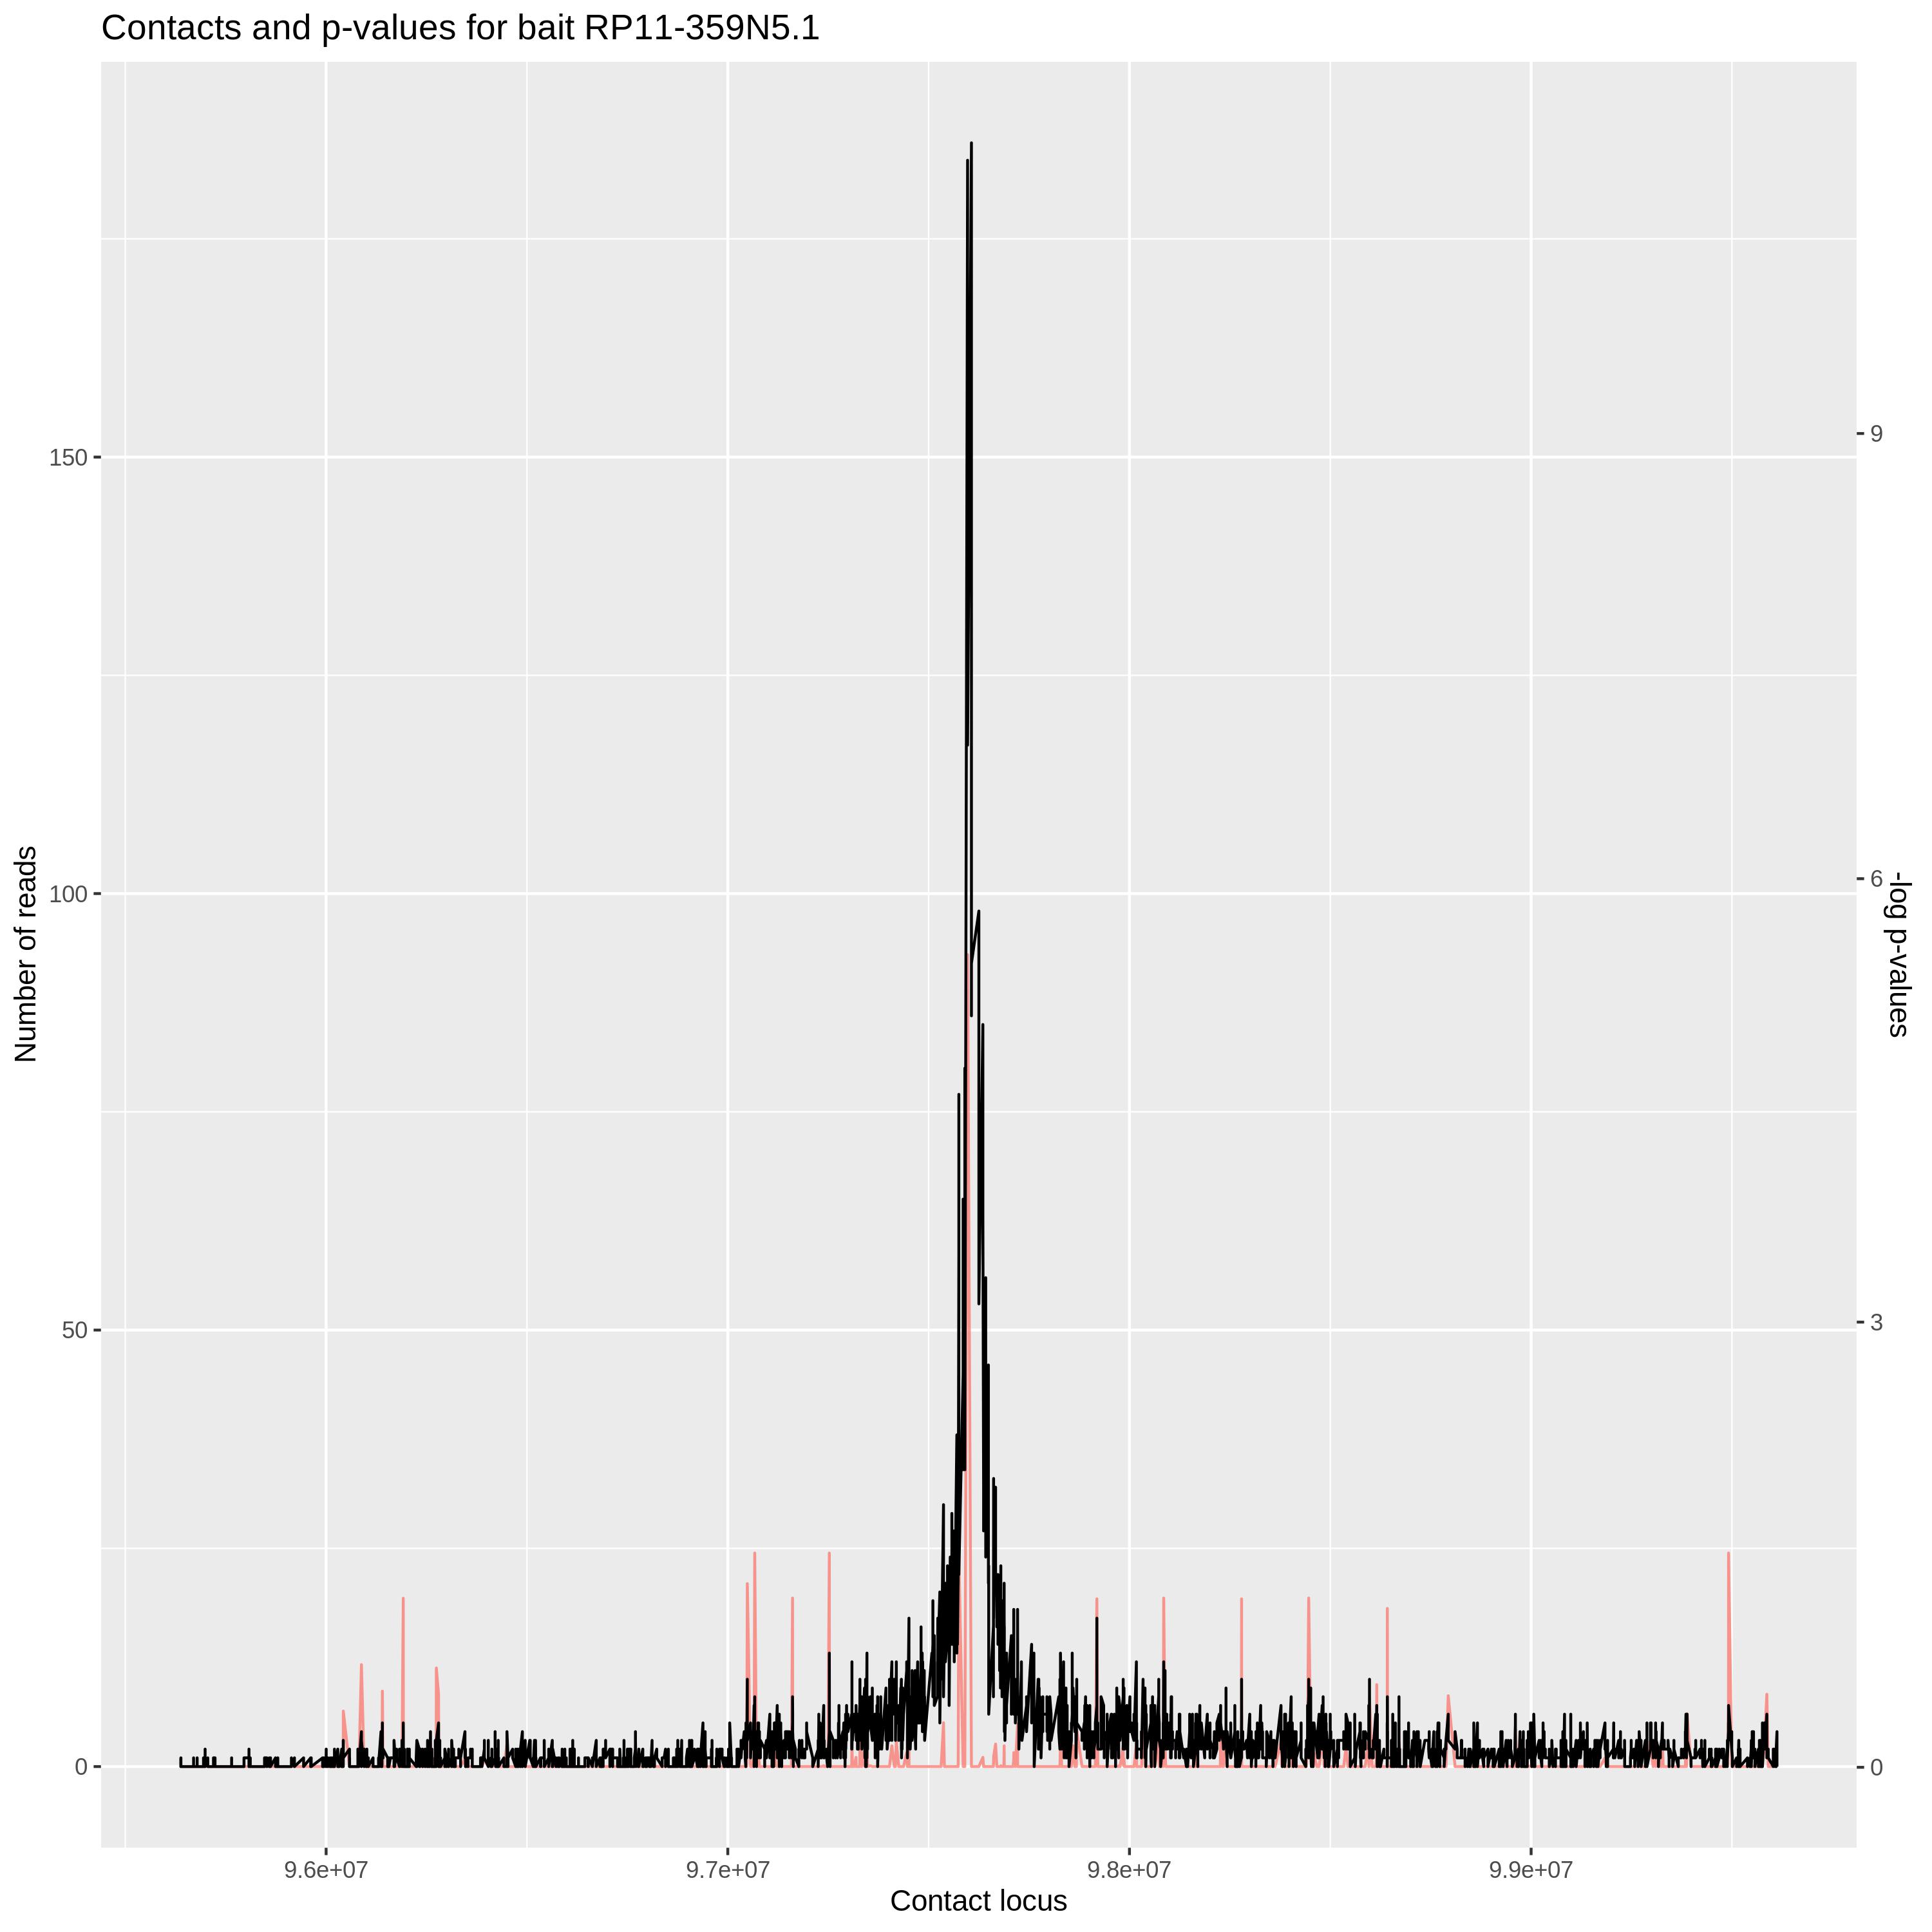 Contacts and p-values for bait RP11-359N5.1
Number of reads
150
100
50
0
9
6
3
0
-log p-values
9.6e+07
9.7e+07
9.8e+07
9.9e+07
Contact locus